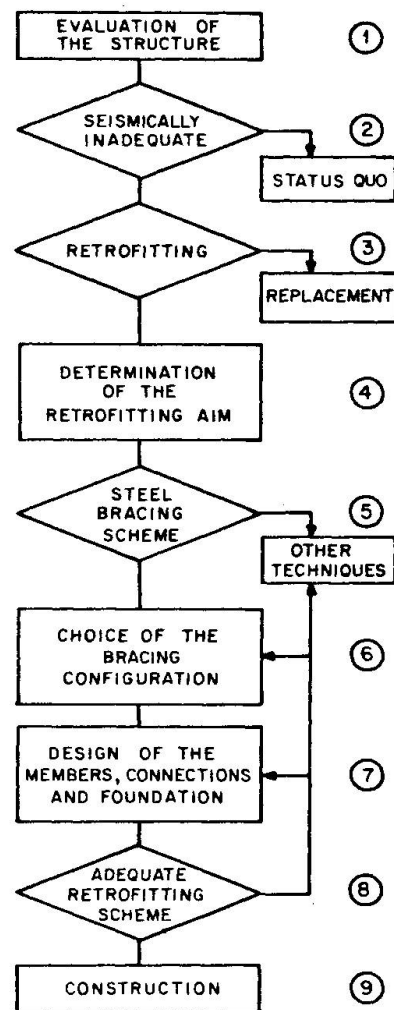 EVALUATION OF
THE STRUCTURE
1
SEISMICALLY
INADEQUATE
2
STATUS QUO
RETROFITTING
3
REPLACEMENT
DETERMINATION
OF THE
RETROFITTING AIM
4
STEEL
BRACING
SCHEME
5
OTHER
TECHNIQUES
CHOICE OF THE
BRACING
CONFIGURATION
6
DESIGN OF THE
MEMBERS, CONNECTIONS
AND FOUNDATION
7
ADEQUATE
RETROFITTING
SCHEME
8
CONSTRUCTION
9